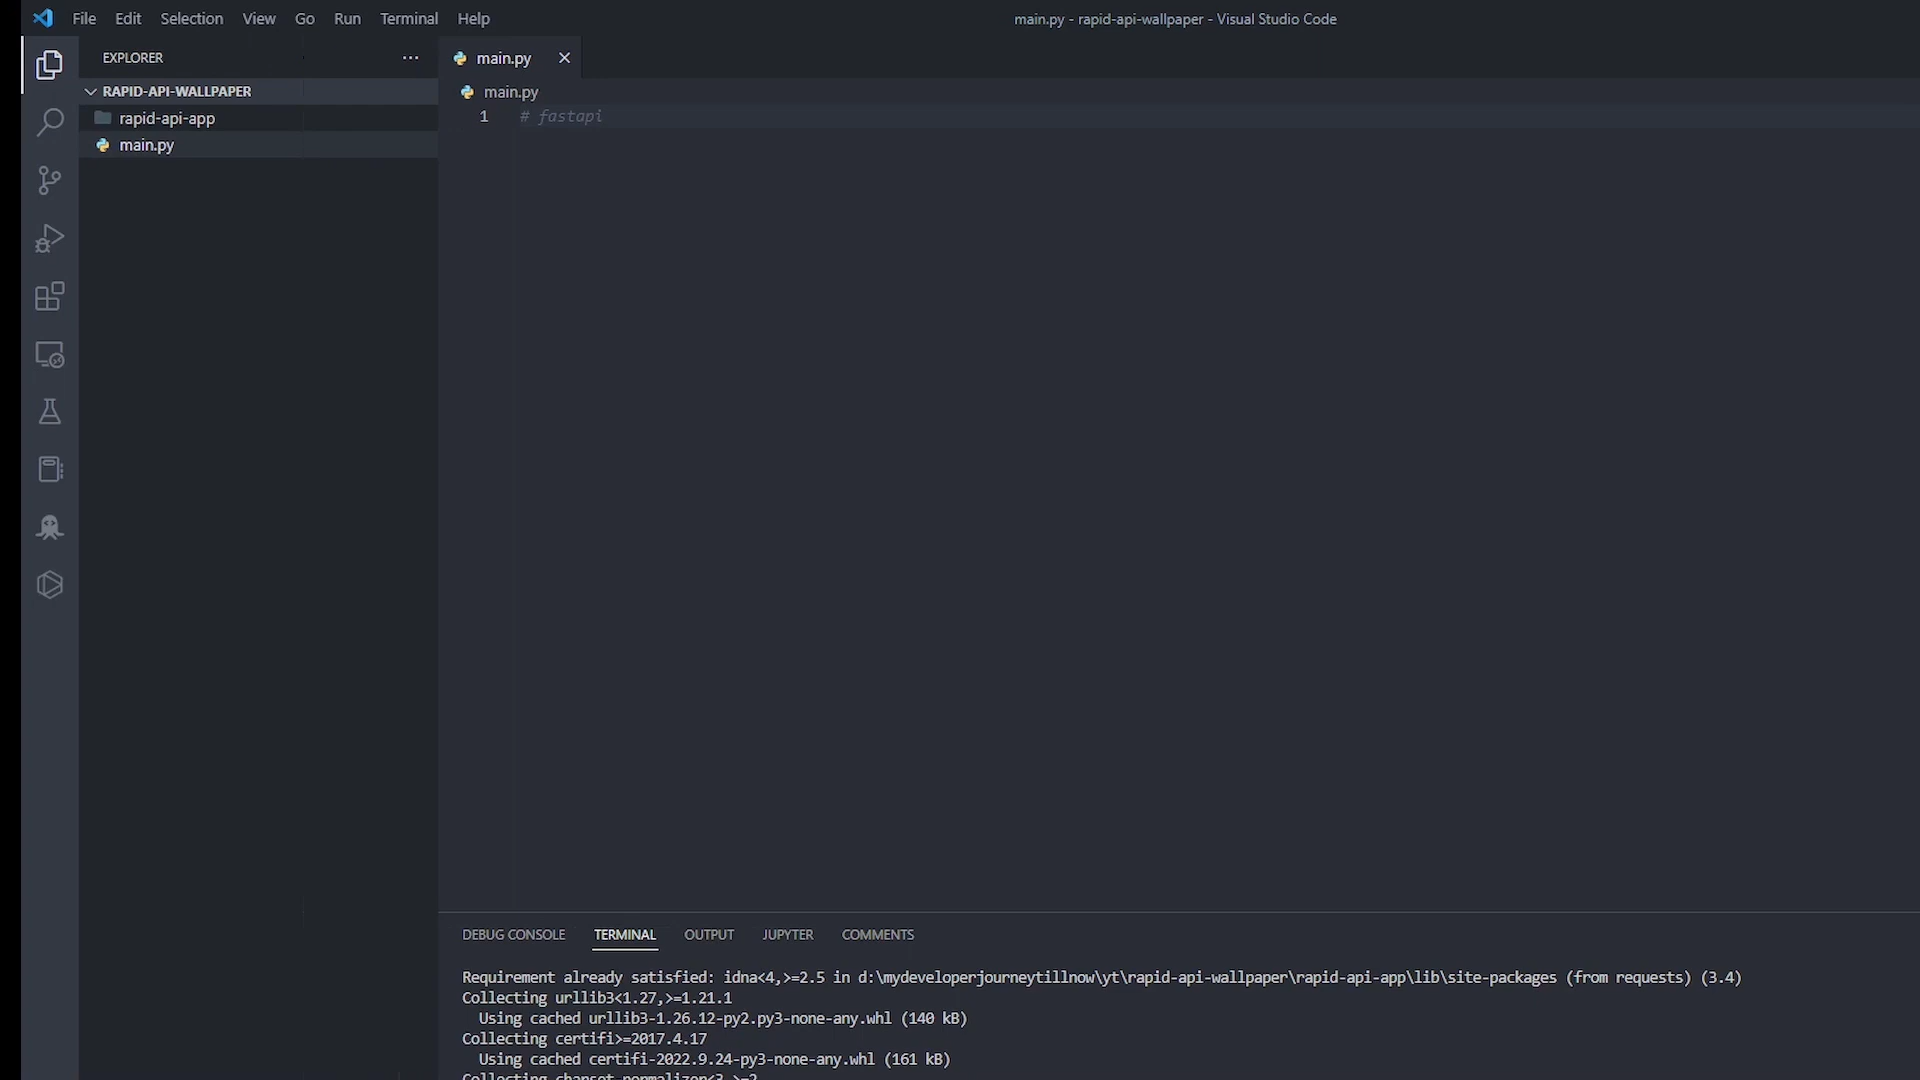 File Edit Selection View Go Run Terminal Help
main.py - rapid-api-wallpaper - Visual Studio Code
EXPLORER
main.py
RAPID-API-WALLPAPER
main.py
rapid-api-app
1 # fastapi
main.py
DEBUG CONSOLE TERMINAL OUTPUT JUPYTER COMMENTS
Requirement already satisfied: idna<4,>=2.5 in d:\mydeveloperjourneytillnow\yt\rapid-api-wallpaper\rapid-api-app\lib\site-packages (from requests) (3.4)
Collecting urllib3<1.27,>=1.21.1
Using cached urllib3-1.26.12-py2.py3-none-any.whl (140 kB)
Collecting certifi>=2017.4.17
Using cached certifi-2022.9.24-py3-none-any.whl (161 kB)